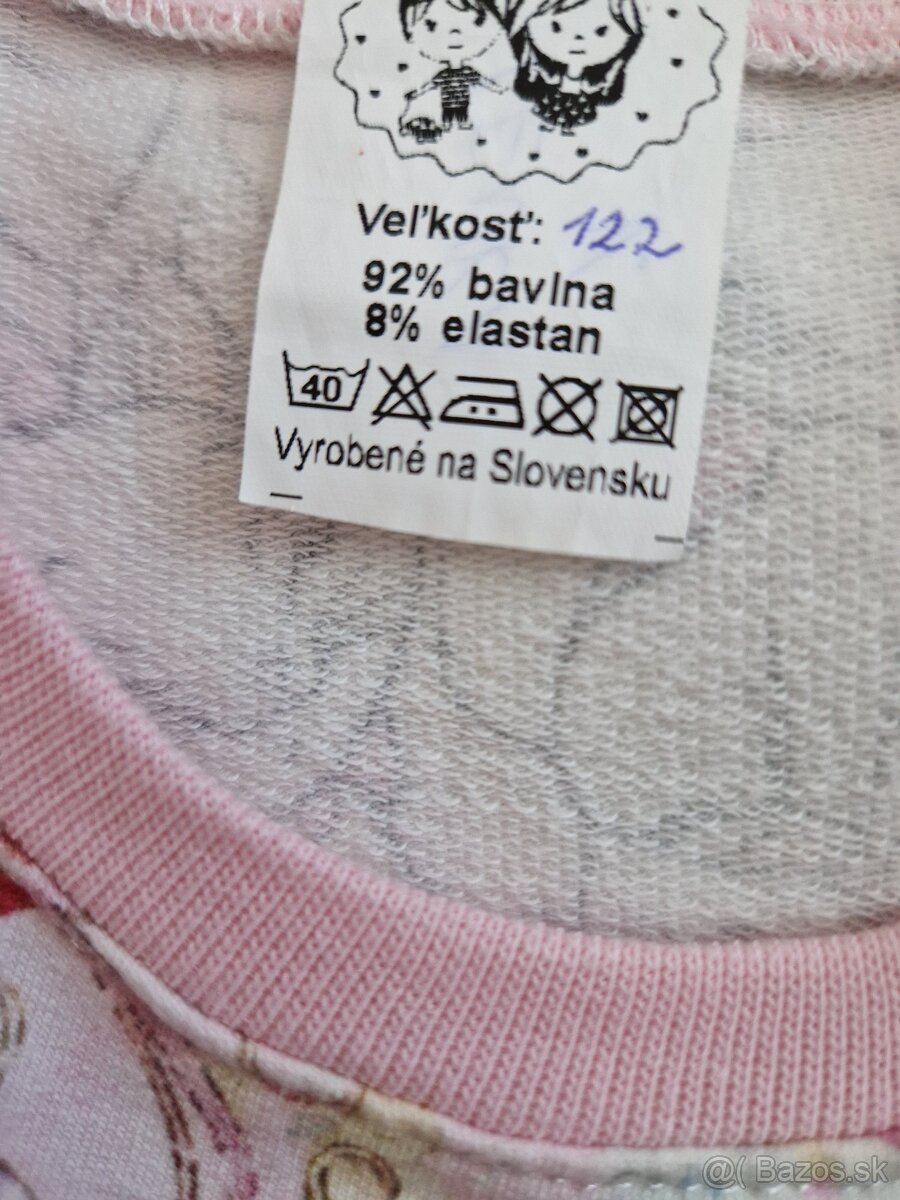 Veľkosť: 122
92% bavlna
8% elastan
40
Vyrobené na Slovensku
@( Bazos.sk